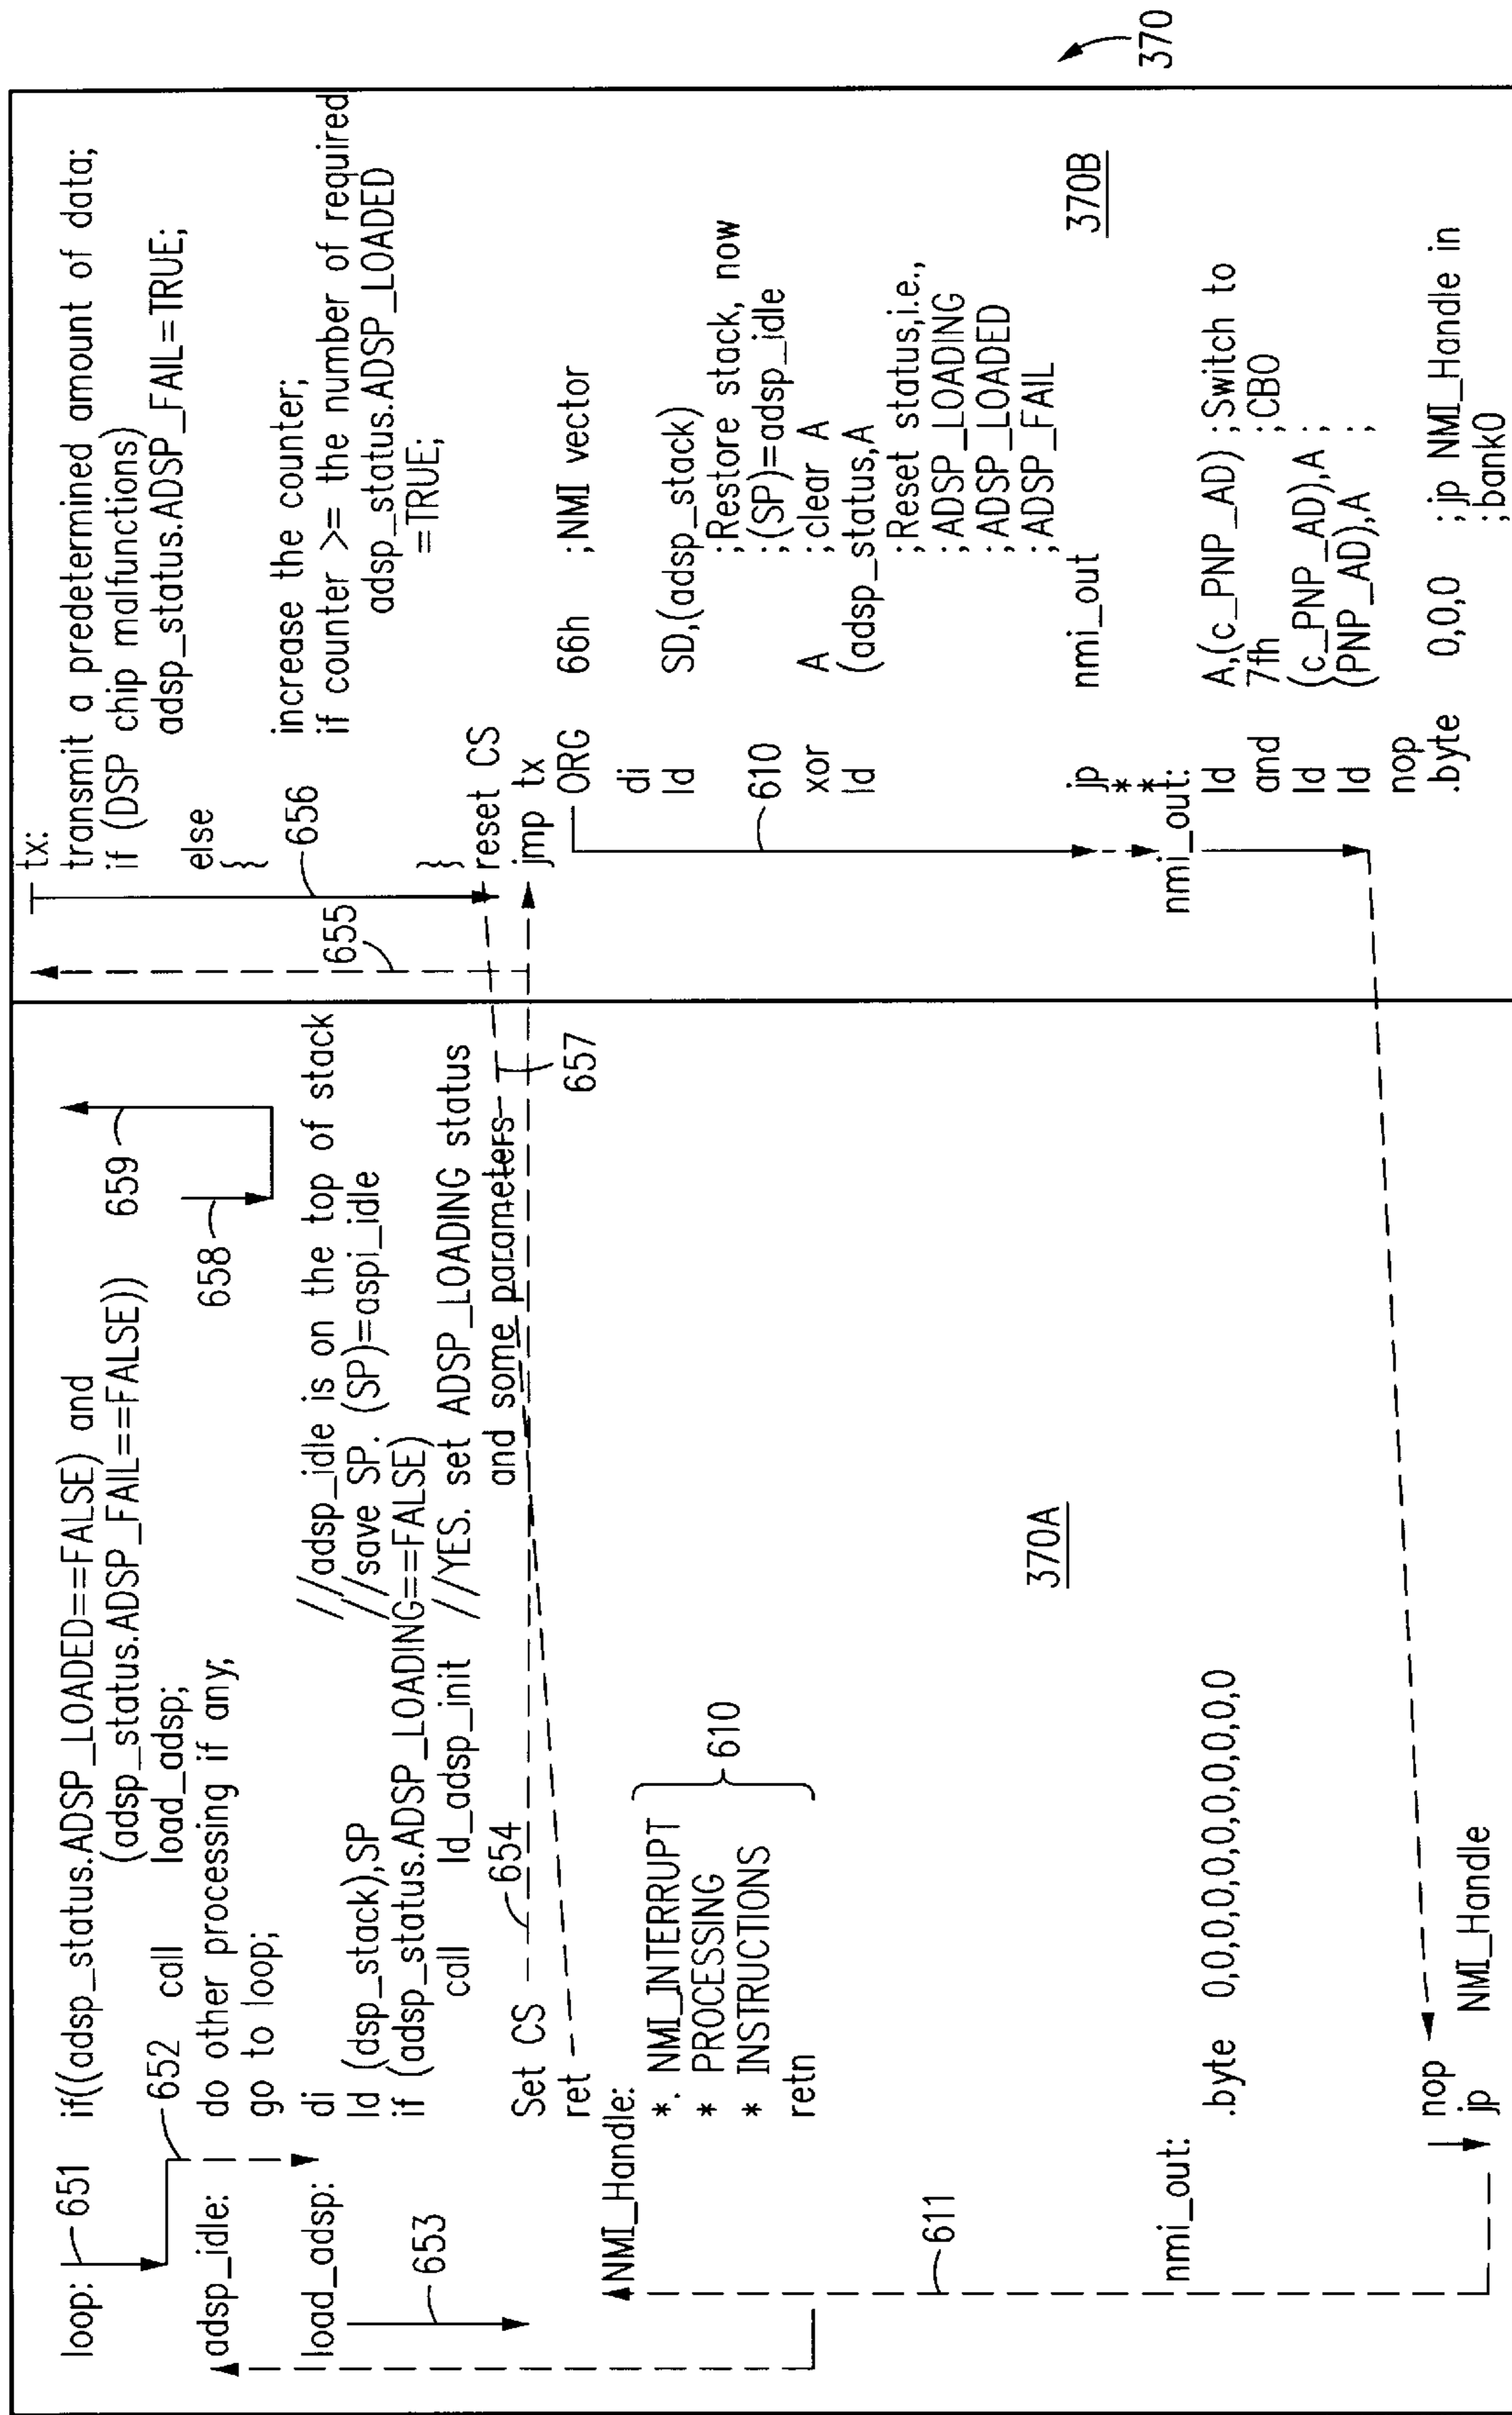 loop:
651
if((adsp_status.ADSP_LOADED==FALSE) and
(adsp_status.ADSP_FAIL==FALSE))
652
call load_adsp;
adsp_idle:
do other processing if any;
go to loop;
659
658
load_adsp:
di //adsp_idle is on the top of stack
ld (dsp_stack),SP //save SP. (SP)=aspi_idle
if (adsp_status.ADSP_LOADING==FALSE)
call ld_adsp_init //YES. set ADSP_LOADING status
and some parameters
653
654
Set CS
657
ret
NMI_Handle:
*. NMI_INTERRUPT
* PROCESSING
* INSTRUCTIONS
610
retn
611
370A
nmi_out:
.byte 0,0,0,0,0,0,0,0,0,0,0,0
nop
jp NMI_Handle
tx:
transmit a predetermined amount of data;
if (DSP chip malfunctions)
adsp_status.ADSP_FAIL=TRUE;
else
}
656
655
increase the counter;
if counter >= the number of required
adsp_status.ADSP_LOADED
=TRUE;
}
reset CS
jmp tx
ORG 66h ;NMI vector
di
ld SD,(adsp_stack)
;Restore stack, now
610
;(SP)=adsp_idle
xor A ;clear A
ld (adsp_status,A
;Reset status,i.e.,
;ADSP_LOADING
;ADSP_LOADED
;ADSP_FAIL
jp nmi_out
*
*
370B
nmi_out:
nmi_out:
ld A,(c_PNP_AD) ;Switch to
and 7fh ;CBO
ld (c_PNP_AD),A ;
ld (PNP_AD),A ;
nop
.byte 0,0,0 ;jp NMI_Handle in
;bank0
370